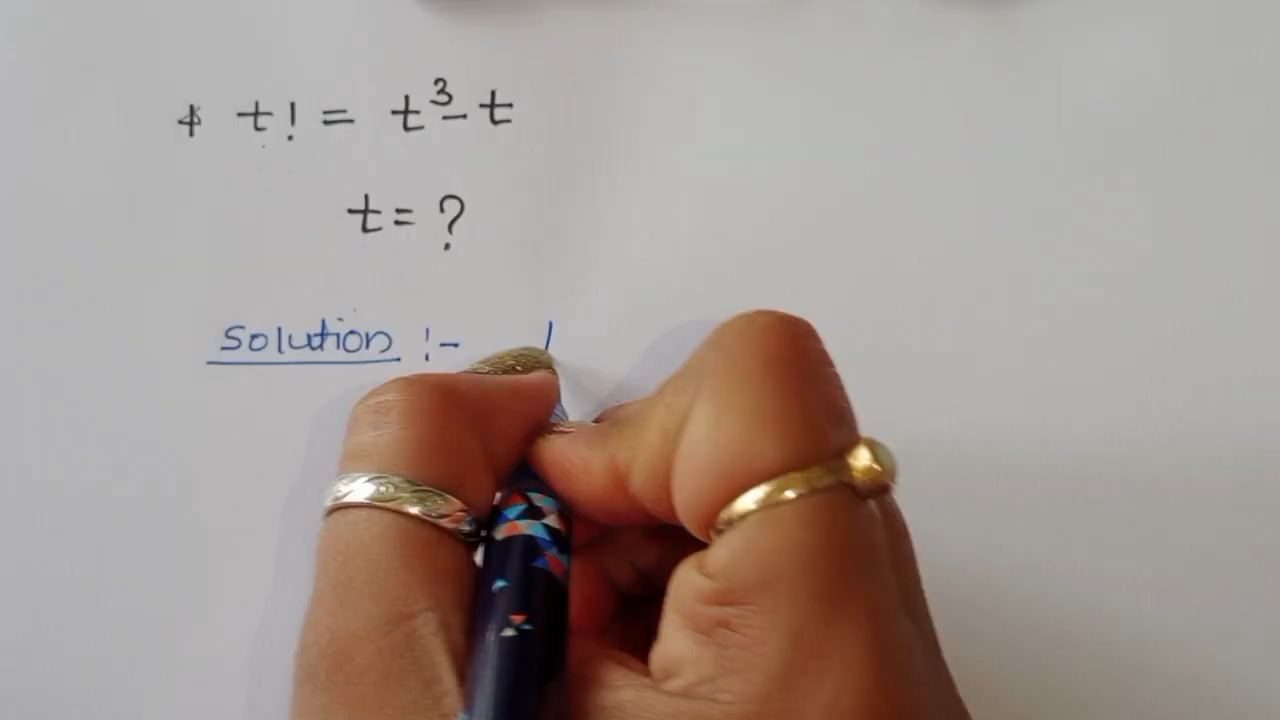 * t! = t³ - t
t = ?
Solution :-